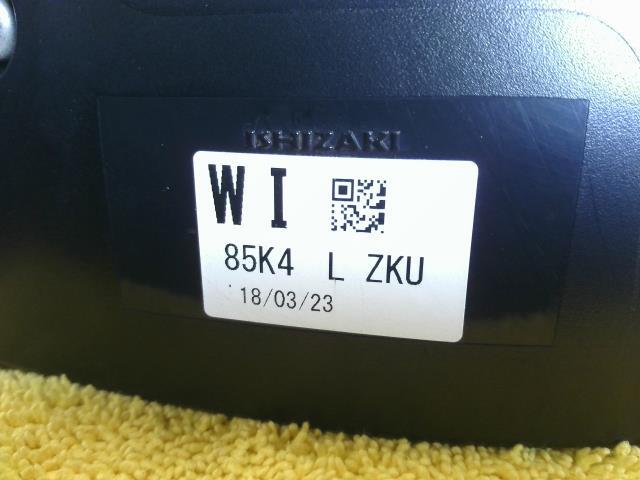 ISHIZAKI
W I
85K4 L ZKU
18/03/23